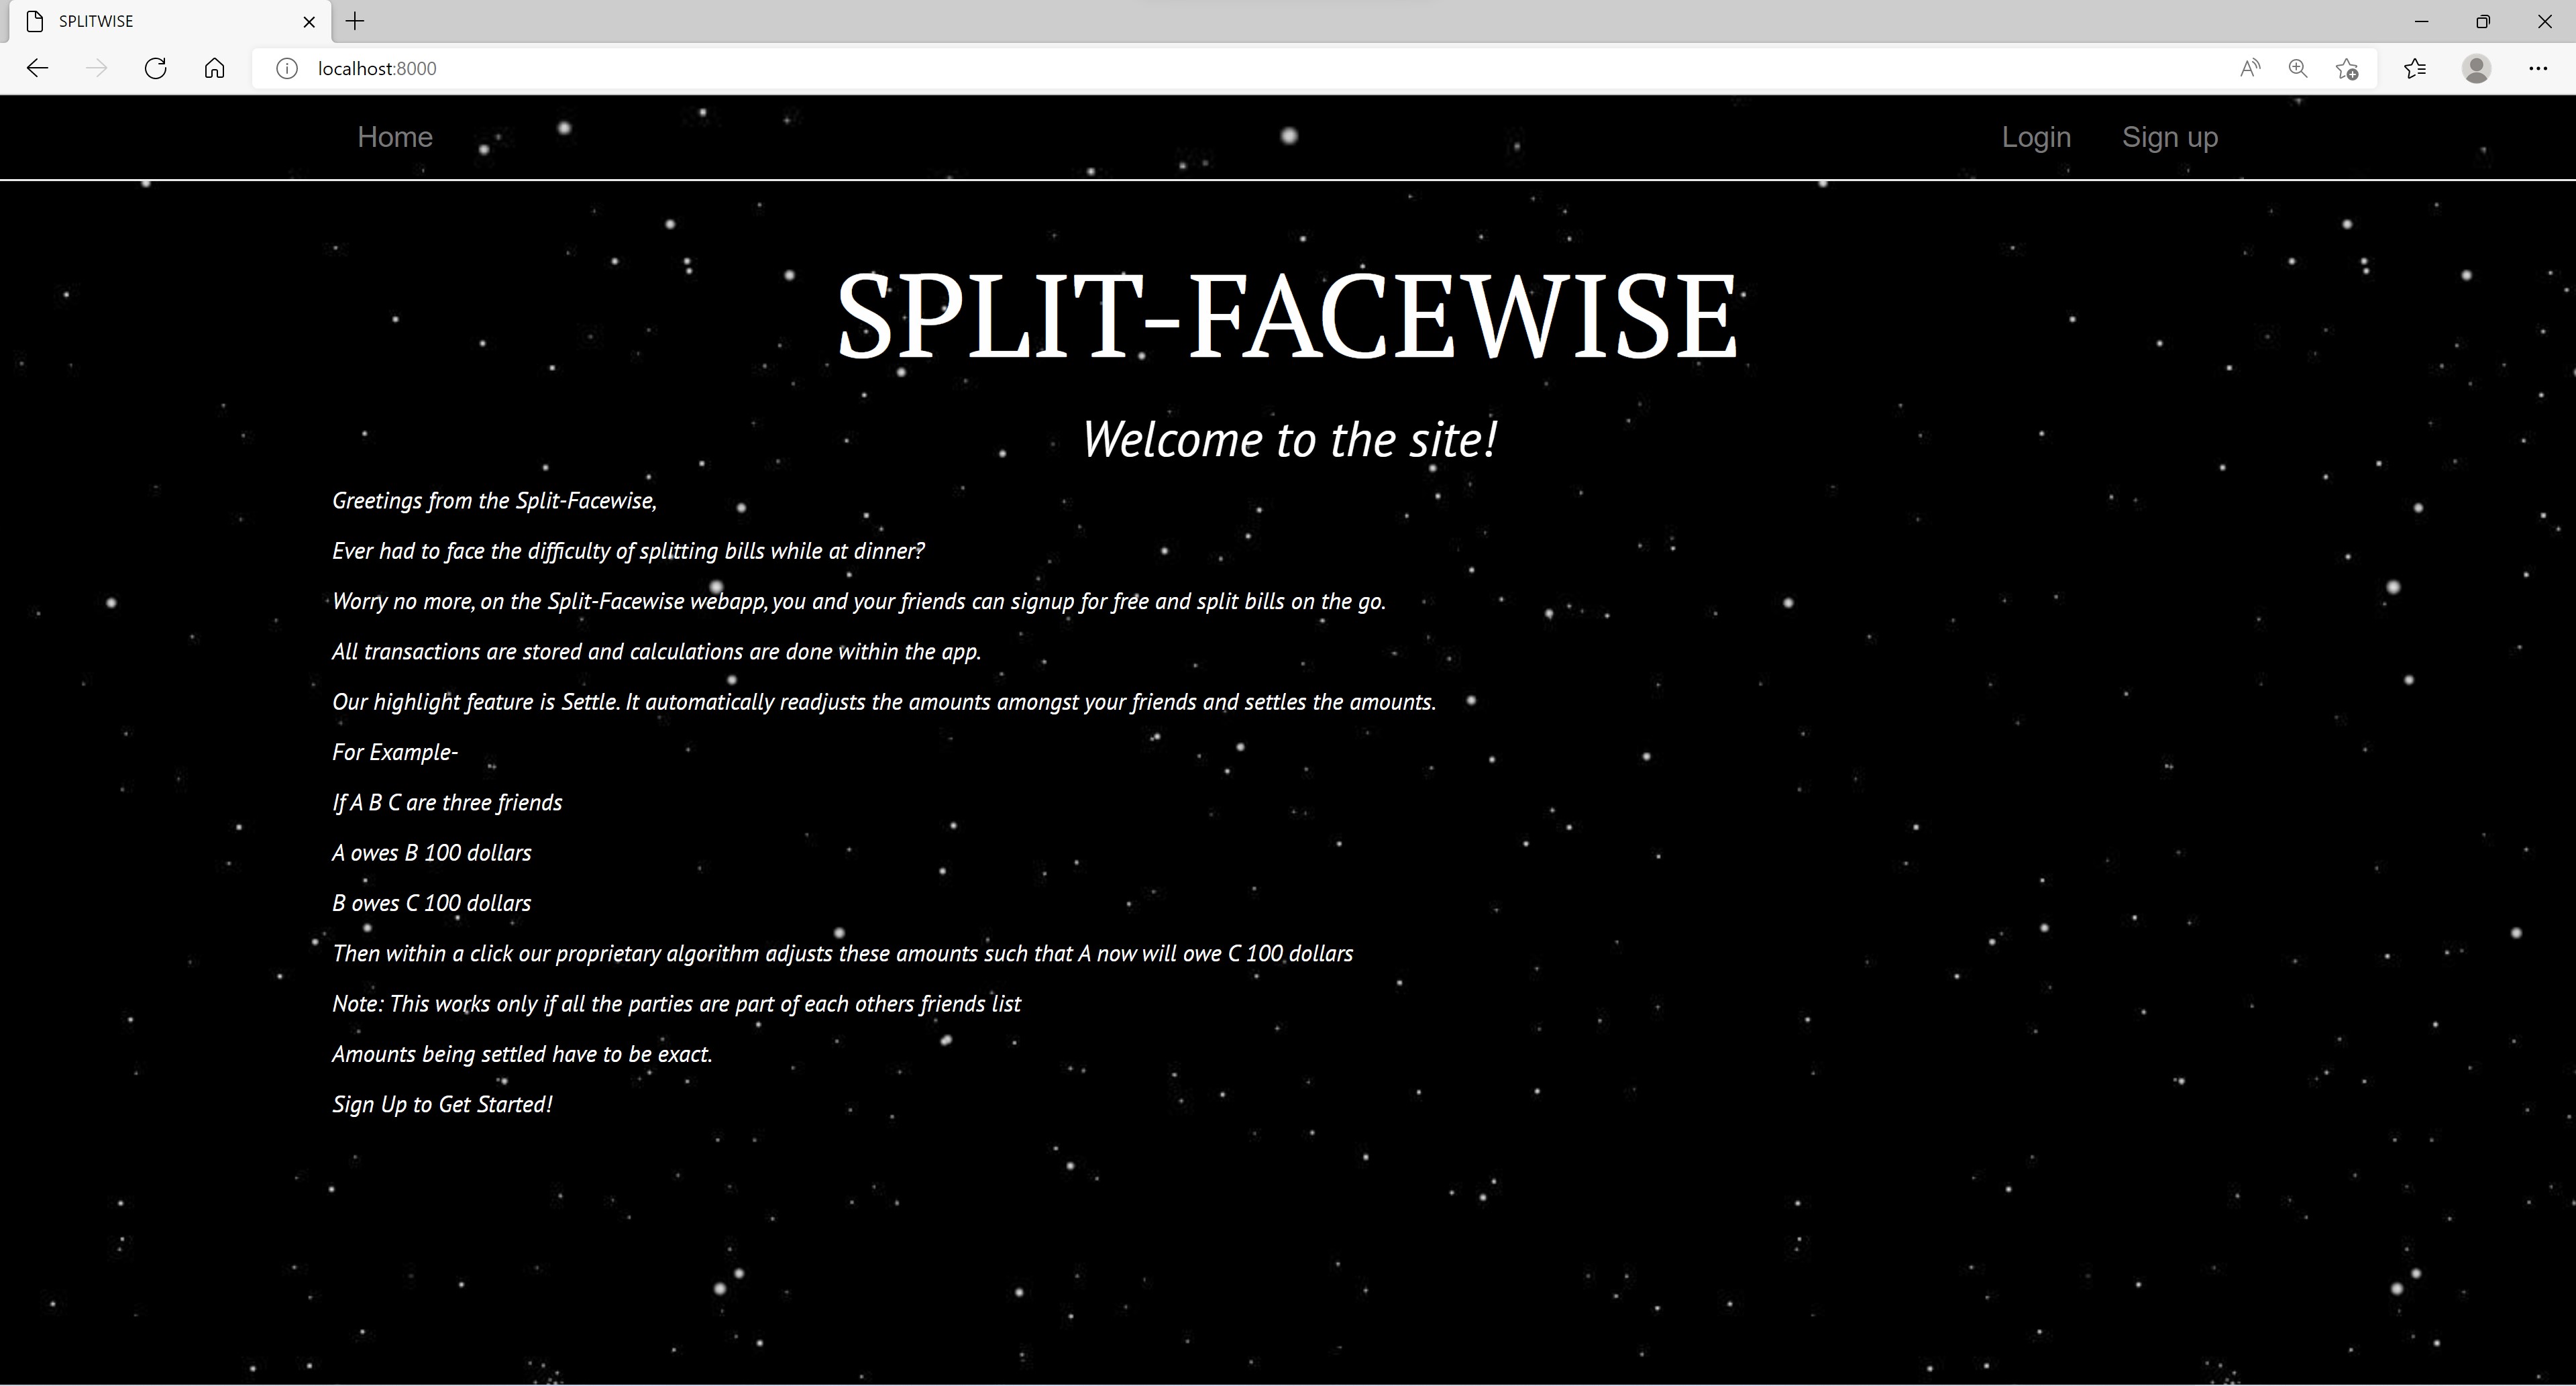 SPLITWISE
localhost:8000
Home
Login
Sign up
SPLIT-FACEWISE
Welcome to the site!
Greetings from the Split-Facewise,
Ever had to face the difficulty of splitting bills while at dinner?
Worry no more, on the Split-Facewise webapp, you and your friends can signup for free and split bills on the go.
All transactions are stored and calculations are done within the app.
Our highlight feature is Settle. It automatically readjusts the amounts amongst your friends and settles the amounts.
For Example-
If A B C are three friends
A owes B 100 dollars
B owes C 100 dollars
Then within a click our proprietary algorithm adjusts these amounts such that A now will owe C 100 dollars
Note: This works only if all the parties are part of each others friends list
Amounts being settled have to be exact.
Sign Up to Get Started!